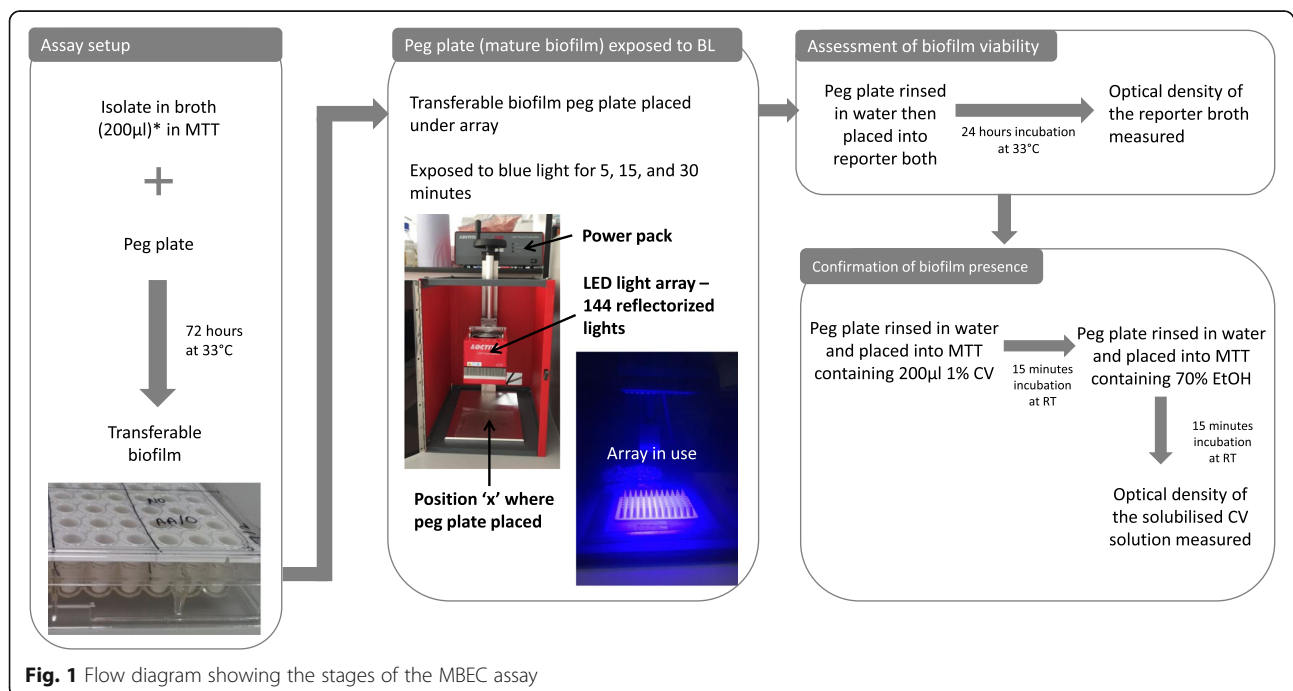 Assay setup
Isolate in broth
(200µl)* in MTT
+
Peg plate
72 hours
at 33°C
Transferable
biofilm
NO
AA/0
Peg plate (mature biofilm) exposed to BL
Transferable biofilm peg plate placed
under array
Exposed to blue light for 5, 15, and 30
minutes
Power pack
LED light array –
144 reflectorized
lights
LOCTITE
Array in use
Position ‘x’ where
peg plate placed
Assessment of biofilm viability
Peg plate rinsed
in water then
placed into
reporter both
24 hours incubation
at 33°C
Optical density of
the reporter broth
measured
Confirmation of biofilm presence
Peg plate rinsed in water
and placed into MTT
containing 200µl 1% CV
15 minutes
incubation
at RT
Peg plate rinsed in water
and placed into MTT
containing 70% EtOH
15 minutes
incubation
at RT
Optical density of
the solubilised CV
solution measured
Fig. 1 Flow diagram showing the stages of the MBEC assay